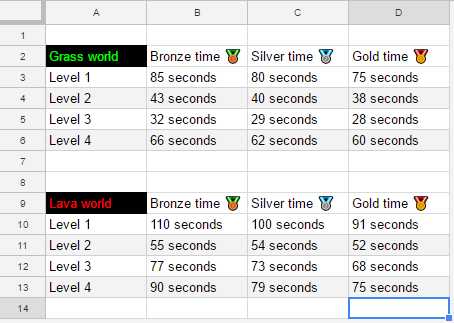 A B C D
1
2 Grass world Bronze time Silver time Gold time
3 Level 1 85 seconds 80 seconds 75 seconds
4 Level 2 43 seconds 40 seconds 38 seconds
5 Level 3 32 seconds 29 seconds 28 seconds
6 Level 4 66 seconds 62 seconds 60 seconds
7
8
9 Lava world Bronze time Silver time Gold time
10 Level 1 110 seconds 100 seconds 91 seconds
11 Level 2 55 seconds 54 seconds 52 seconds
12 Level 3 77 seconds 73 seconds 68 seconds
13 Level 4 90 seconds 79 seconds 75 seconds
14